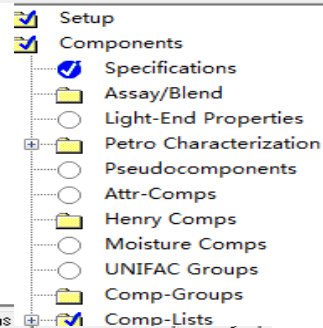 Setup
Components
Specifications
Assay/Blend
Light-End Properties
Petro Characterization
Pseudocomponents
Attr-Comps
Henry Comps
Moisture Comps
UNIFAC Groups
Comp-Groups
Comp-Lists